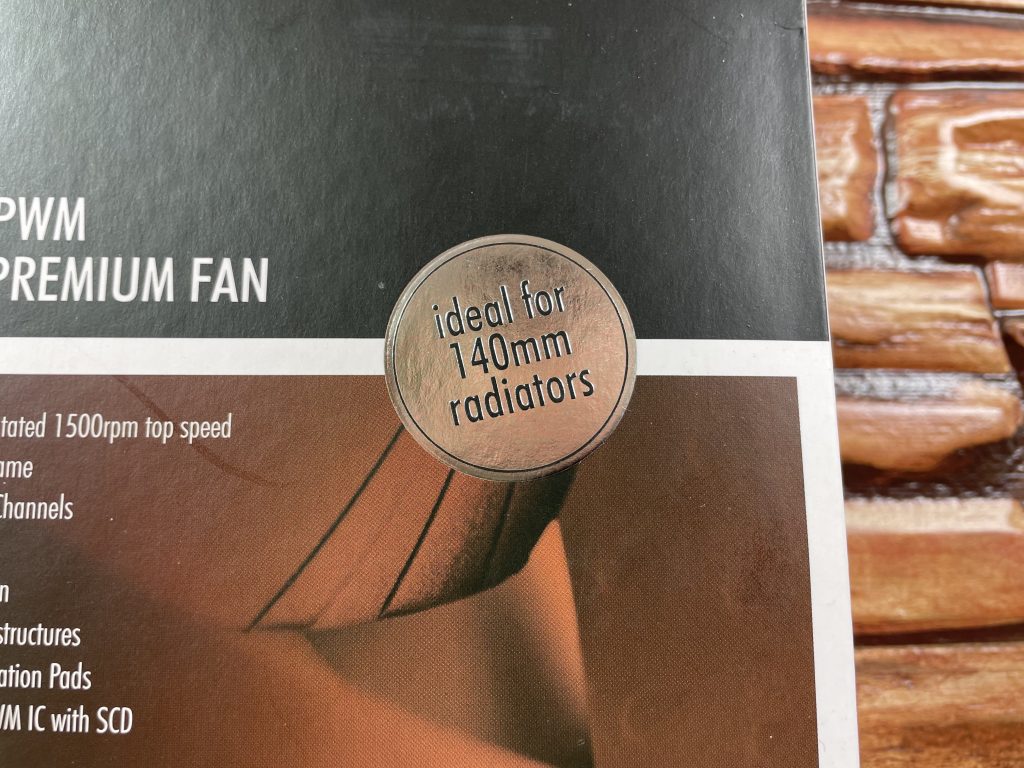 PWM
PREMIUM FAN
ideal for
140mm
radiators
tated 1500rpm top speed
ame
Channels
n
structures
ation Pads
WM IC with SCD